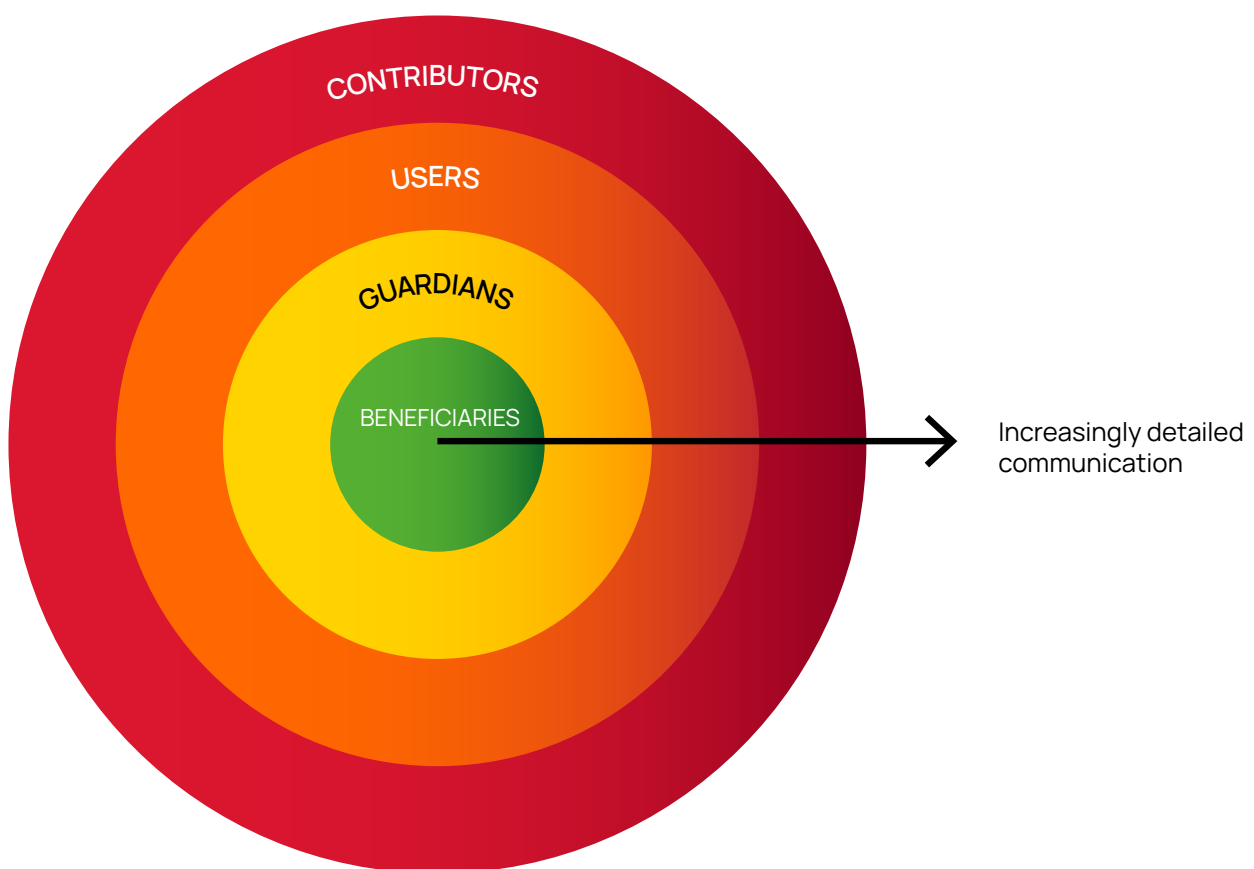 CONTRIBUTORS
USERS
GUARDIANS
BENEFICIARIES
Increasingly detailed
communication